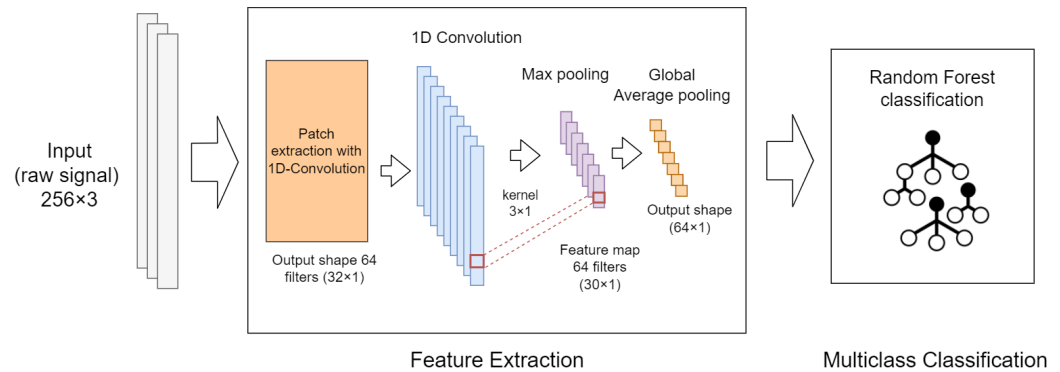 Input
(raw signal)
256×3
Patch
extraction with
1D-Convolution
Output shape 64
filters (32×1)
1D Convolution
kernel
3×1
Max pooling
Feature map
64 filters
(30×1)
Global
Average pooling
Output shape
(64×1)
Feature Extraction
Random Forest
classification
Multiclass Classification